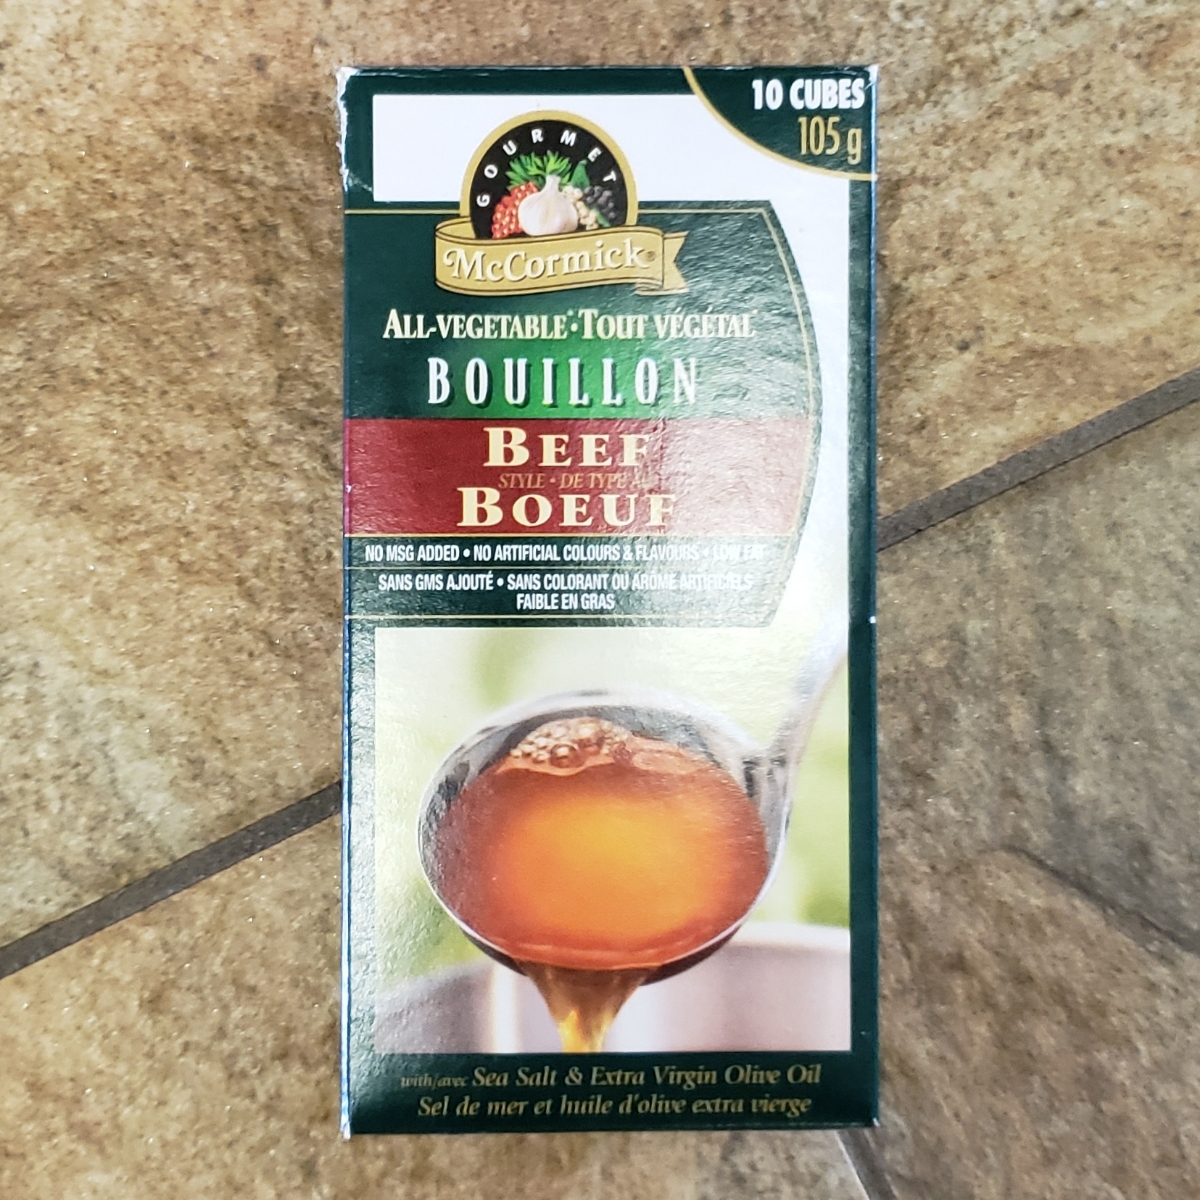 10 CUBES
105 g
GOURMET
McCormick®
ALL-VEGETABLE*•TOUT VÉGÉTAL*
BOUILLON
BEEF
STYLE • DE TYPE AU
BOEUF
NO MSG ADDED • NO ARTIFICIAL COLOURS & FLAVOURS • LOW FAT
SANS GMS AJOUTÉ • SANS COLORANT OU ARÔME ARTIFICIELS
FAIBLE EN GRAS
with/avec Sea Salt & Extra Virgin Olive Oil
Sel de mer et huile d'olive extra vierge